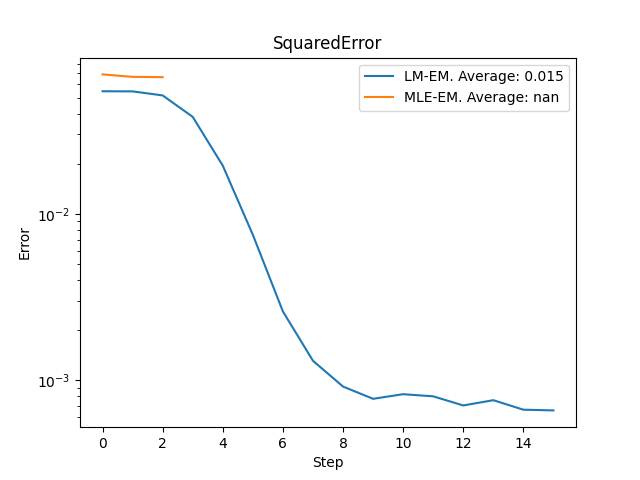 SquaredError
LM-EM. Average: 0.015
MLE-EM. Average: nan
10⁻²
10⁻³
Error
0 2 4 6 8 10 12 14
Step